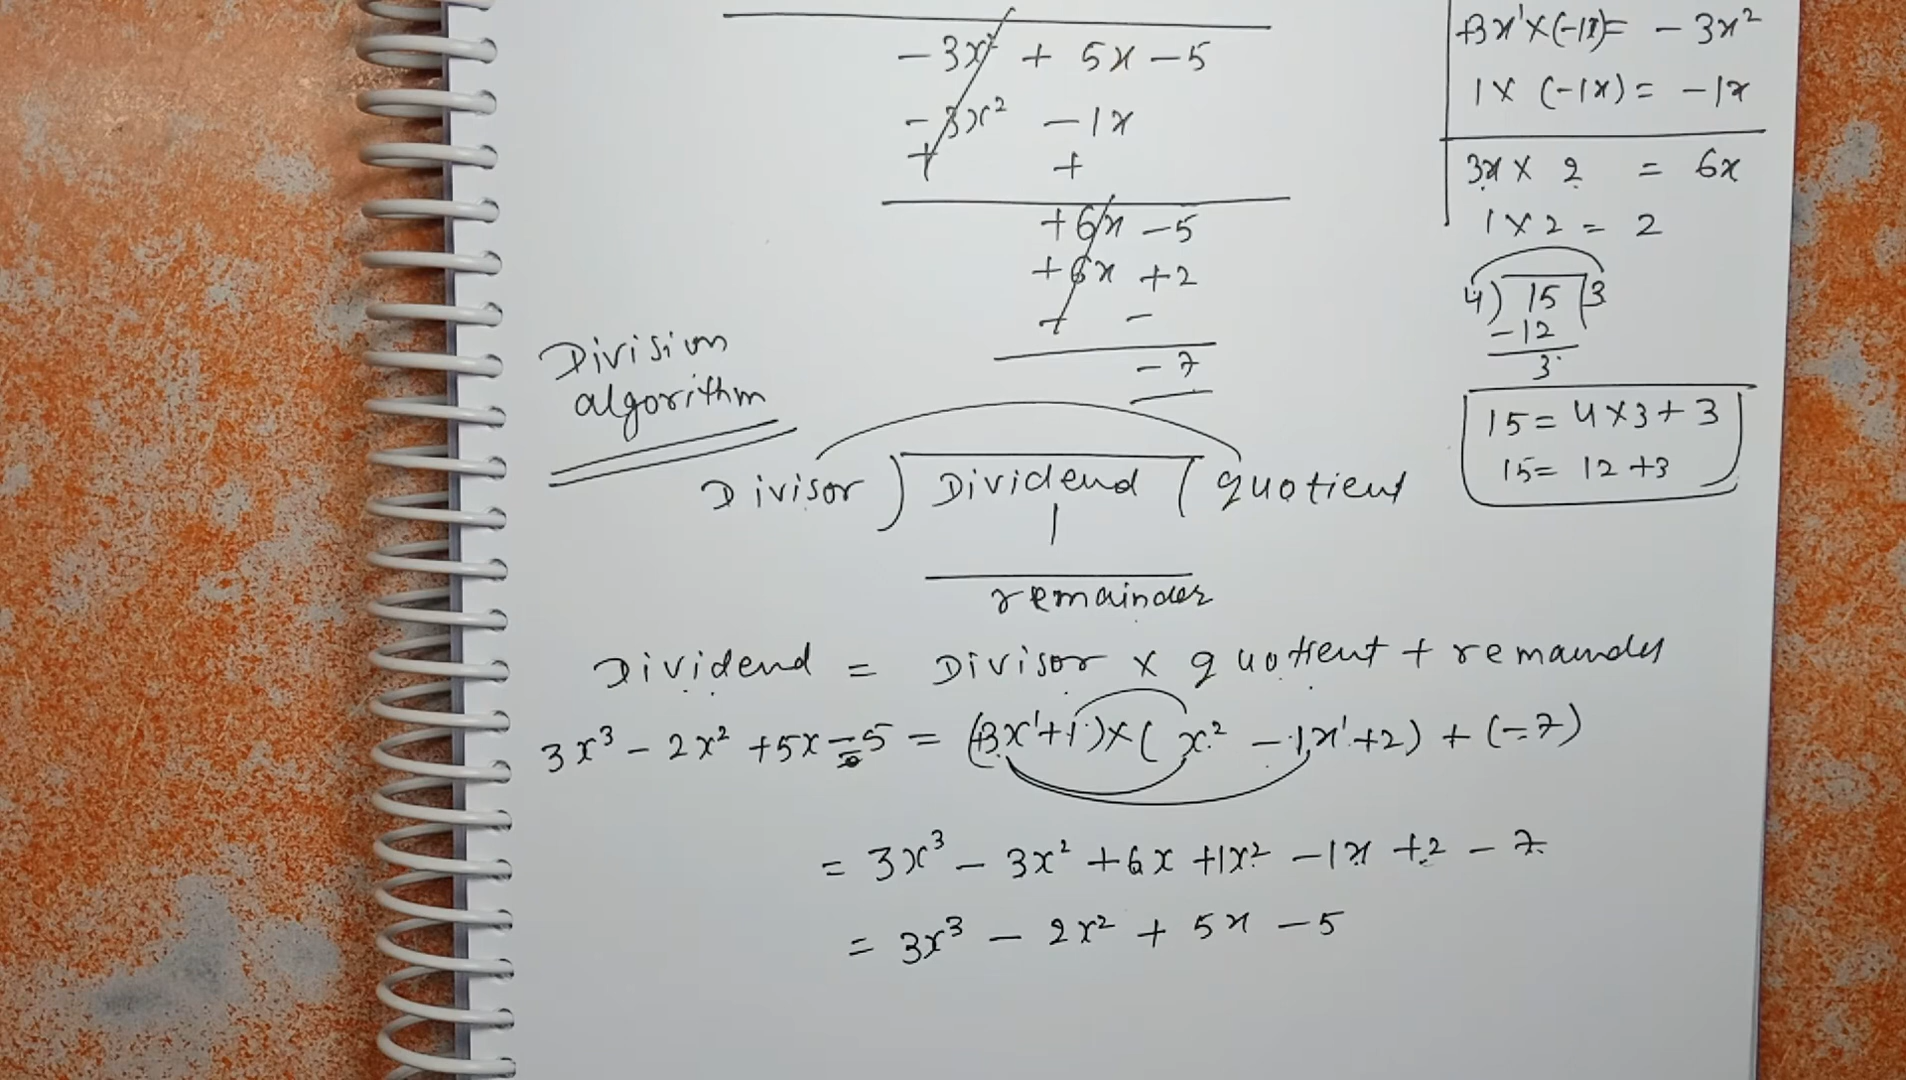 - 3x² + 5x - 5
- 3x² - 1x
+ +
+6x - 5
+6x +2
- -
- 7
+3x¹ × (-1x) = - 3x²
1 × (-1x) = - 1x
3x × 2 = 6x
1 × 2 = 2
4) 15 (3
- 12
3
15 = 4 × 3 + 3
15 = 12 + 3
Division
algorithm
Divisor ) Dividend ( quotient
remainder
Dividend = Divisor × quotient + remainder
3x³ - 2x² + 5x - 5 = (3x¹+1) × (x² - 1x¹ + 2) + (-7)
= 3x³ - 3x² + 6x + 1x² - 1x + 2 - 7
= 3x³ - 2x² + 5x - 5